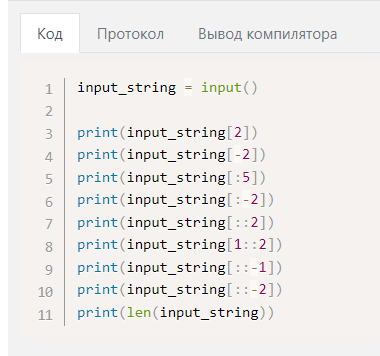 Код Протокол Вывод компилятора
1 input_string = input()
2
3 print(input_string[2])
4 print(input_string[-2])
5 print(input_string[:5])
6 print(input_string[:-2])
7 print(input_string[::2])
8 print(input_string[1::2])
9 print(input_string[::-1])
10 print(input_string[::-2])
11 print(len(input_string))